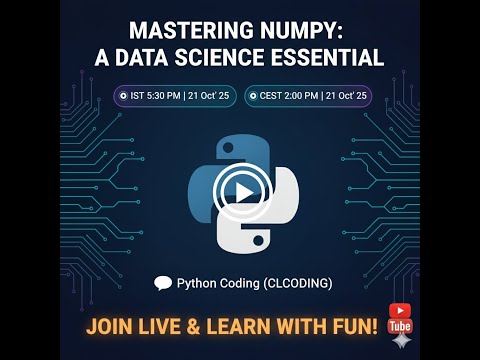 MASTERING NUMPY:
A DATA SCIENCE ESSENTIAL
IST 5:30 PM | 21 Oct' 25
CEST 2:00 PM | 21 Oct' 25
Python Coding (CLCODING)
JOIN LIVE & LEARN WITH FUN!
Tube